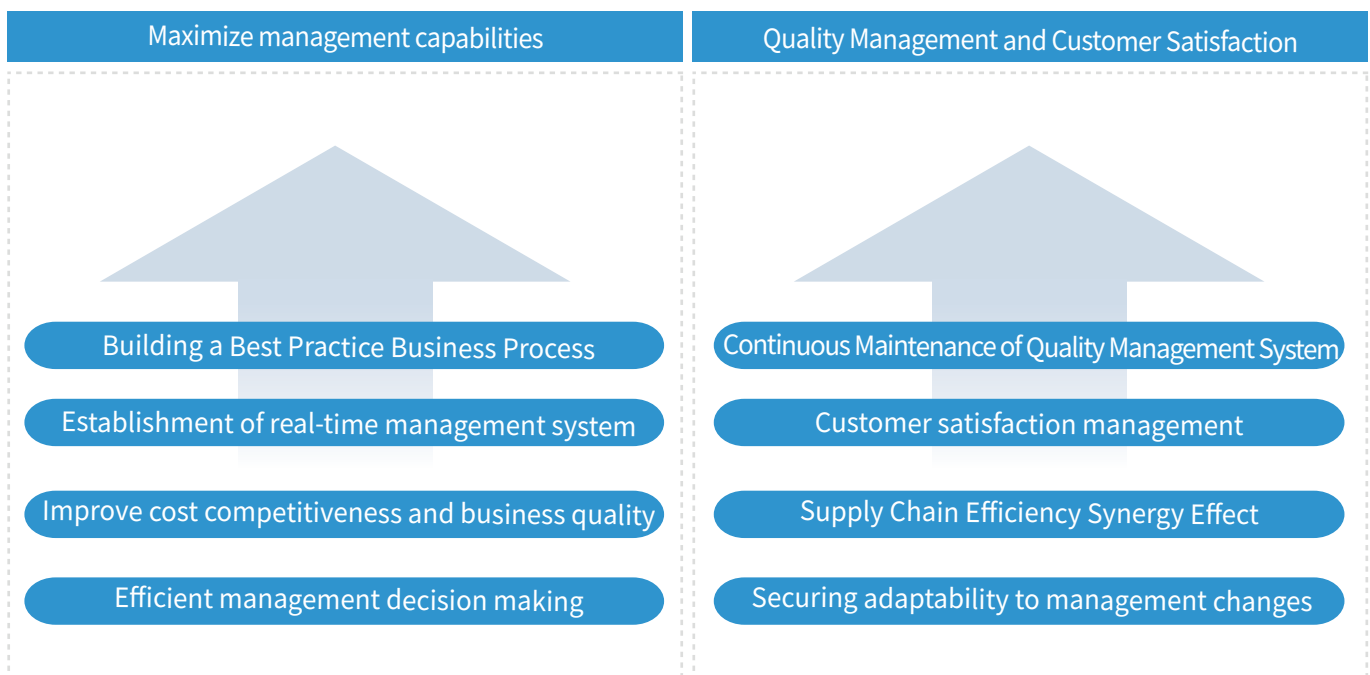 Maximize management capabilities
Building a Best Practice Business Process
Establishment of real-time management system
Improve cost competitiveness and business quality
Efficient management decision making
Quality Management and Customer Satisfaction
Continuous Maintenance of Quality Management System
Customer satisfaction management
Supply Chain Efficiency Synergy Effect
Securing adaptability to management changes